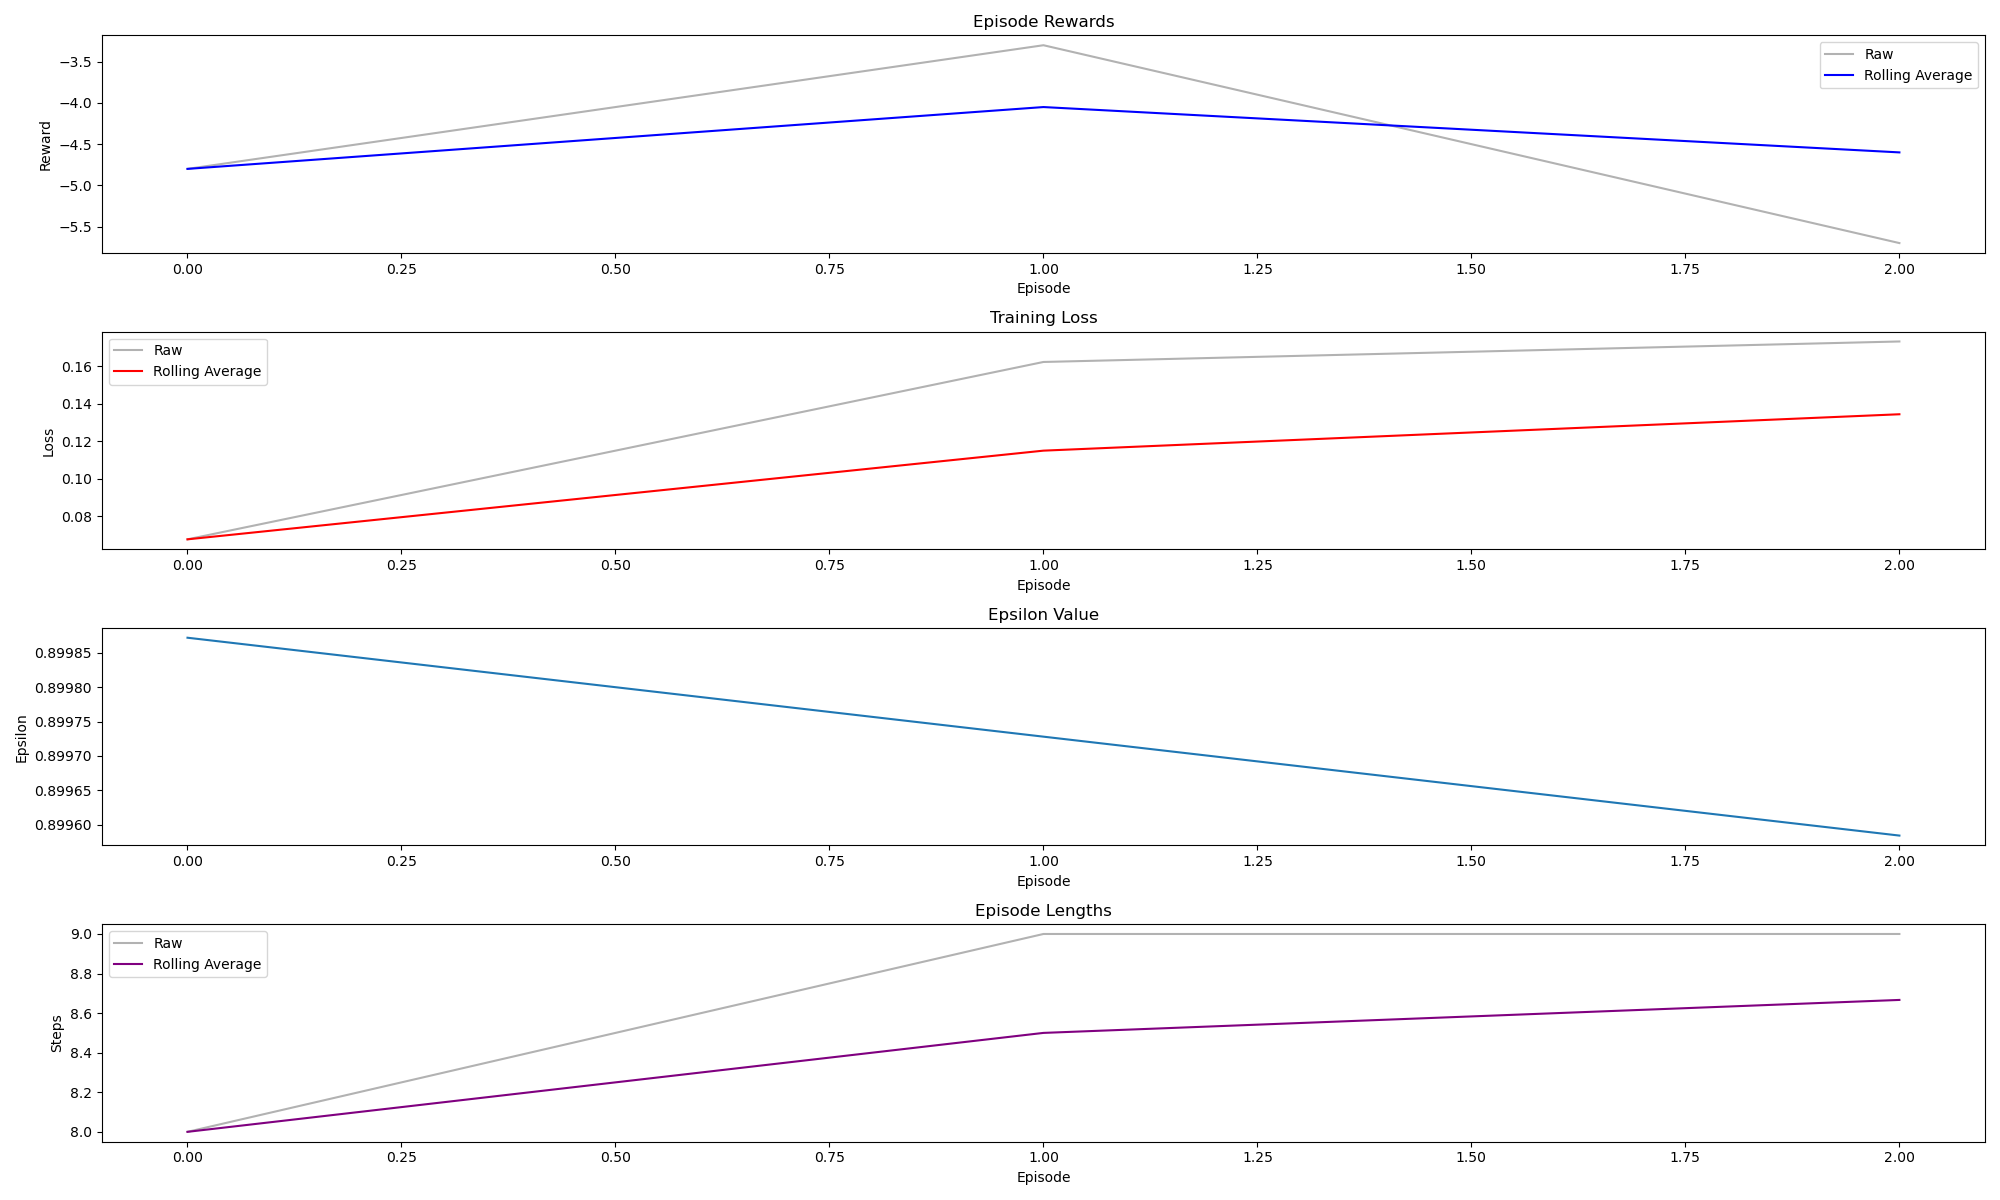 Episode Rewards
Raw
Rolling Average
Reward
−3.5
−4.0
−4.5
−5.0
−5.5
0.00 0.25 0.50 0.75 1.00 1.25 1.50 1.75 2.00
Episode
Training Loss
Raw
Rolling Average
Loss
0.16
0.14
0.12
0.10
0.08
0.00 0.25 0.50 0.75 1.00 1.25 1.50 1.75 2.00
Episode
Epsilon Value
Epsilon
0.89985
0.89980
0.89975
0.89970
0.89965
0.89960
0.00 0.25 0.50 0.75 1.00 1.25 1.50 1.75 2.00
Episode
Episode Lengths
Raw
Rolling Average
Steps
9.0
8.8
8.6
8.4
8.2
8.0
0.00 0.25 0.50 0.75 1.00 1.25 1.50 1.75 2.00
Episode